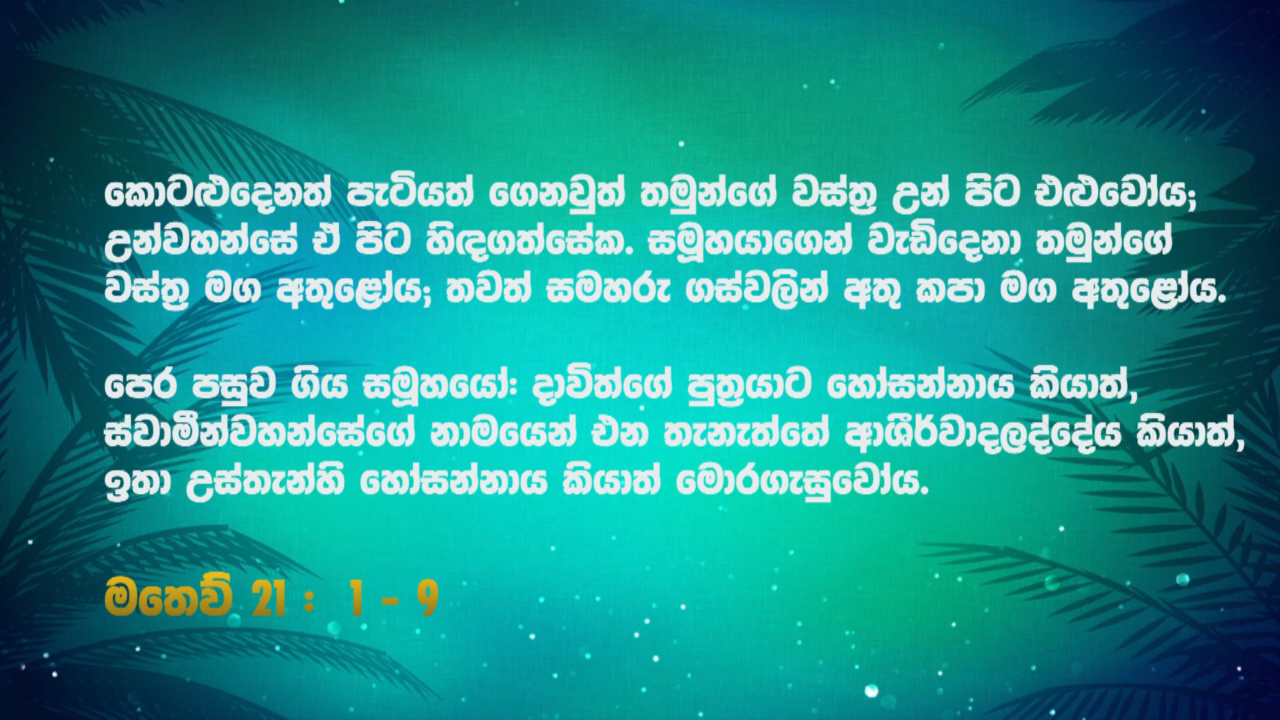 කොටළුදෙනත් පැටියත් ගෙනවුත් තමුන්ගේ වස්ත්‍ර උන් පිට එළුවෝය;
උන්වහන්සේ ඒ පිට හිඳගත්සේක. සමූහයාගෙන් වැඩිදෙනා තමුන්ගේ
වස්ත්‍ර මග අතුළෝය; තවත් සමහරු ගස්වලින් අතු කපා මග අතුළෝය.
පෙර පසුව ගිය සමූහයෝ: දාවිත්ගේ පුත්‍රයාට හෝසන්නාය කියාත්,
ස්වාමීන්වහන්සේගේ නාමයෙන් එන තැනැත්තේ ආශීර්වාදලද්දේය කියාත්,
ඉතා උස්තැන්හි හෝසන්නාය කියාත් මොරගැසුවෝය.
මතෙව් 21 : 1 - 9